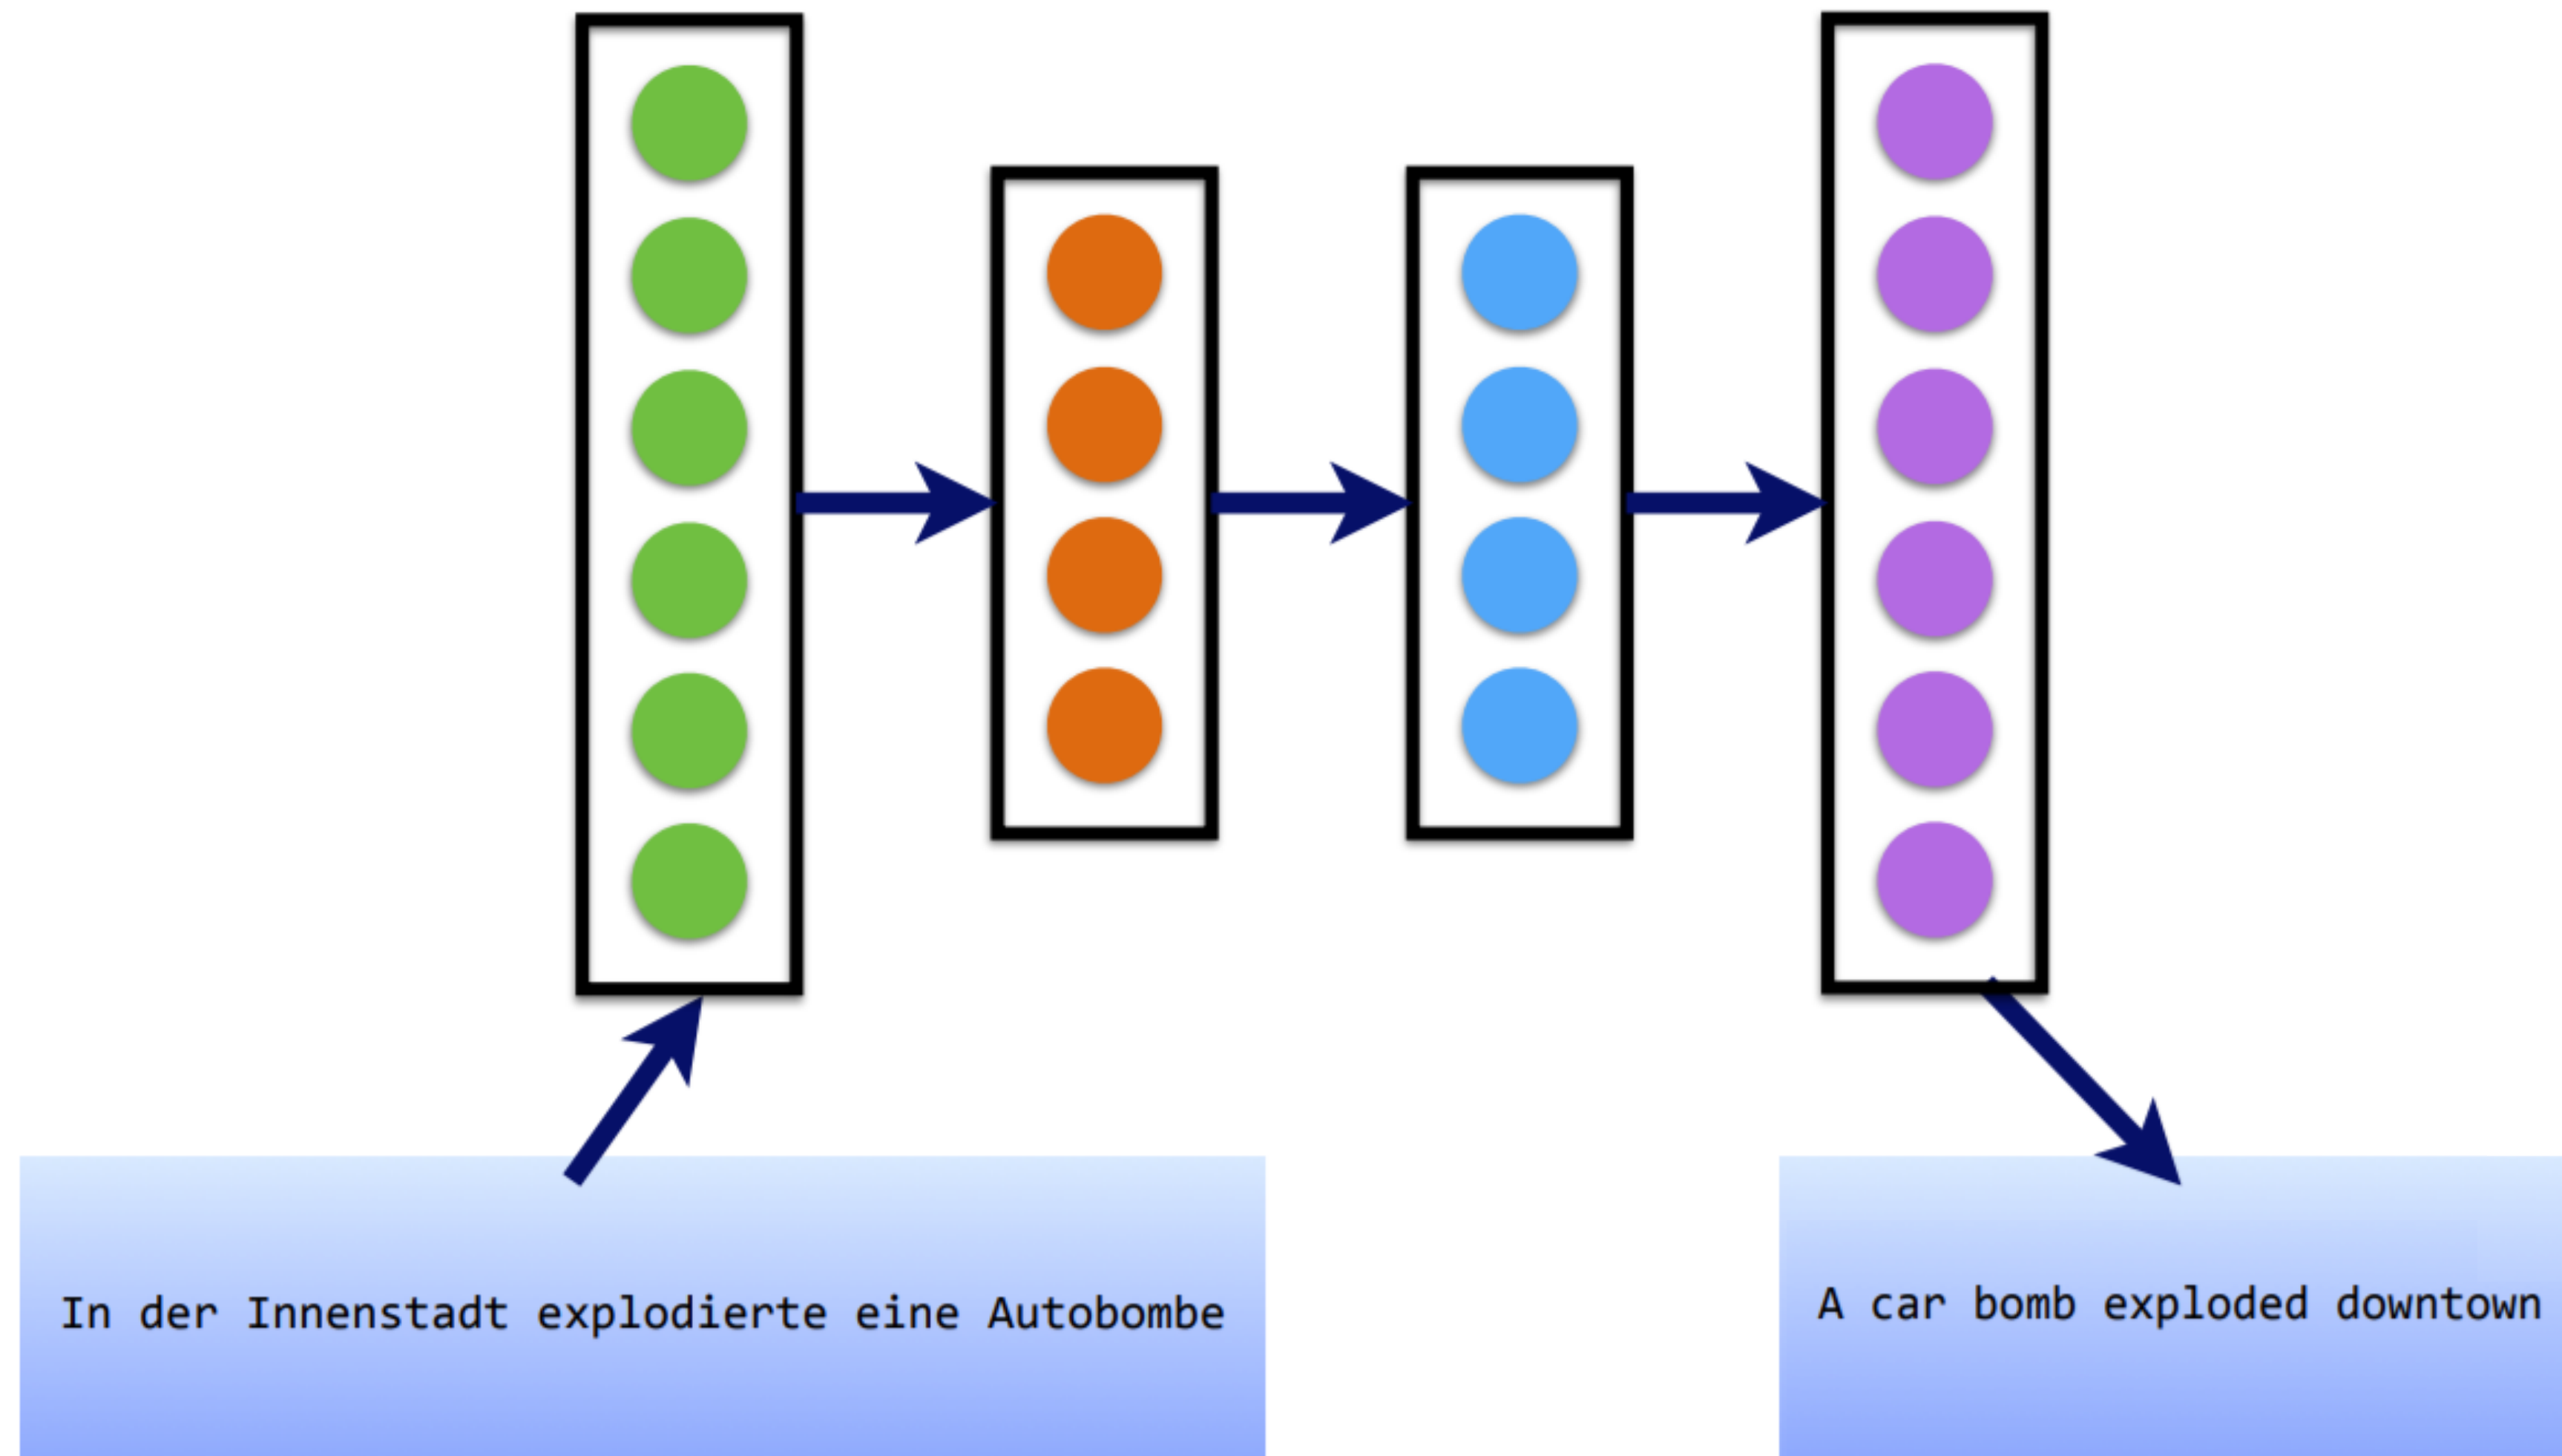 In der Innenstadt explodierte eine Autobombe
A car bomb exploded downtown